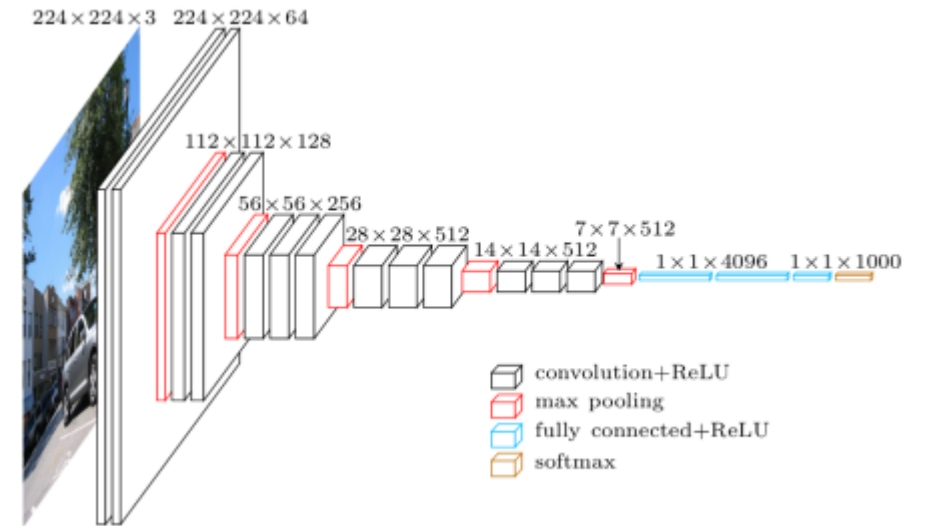 224×224×3
224×224×64
112×112×128
56×56×256
28×28×512
14×14×512
7×7×512
1×1×4096
1×1×1000
convolution+ReLU
max pooling
fully connected+ReLU
softmax